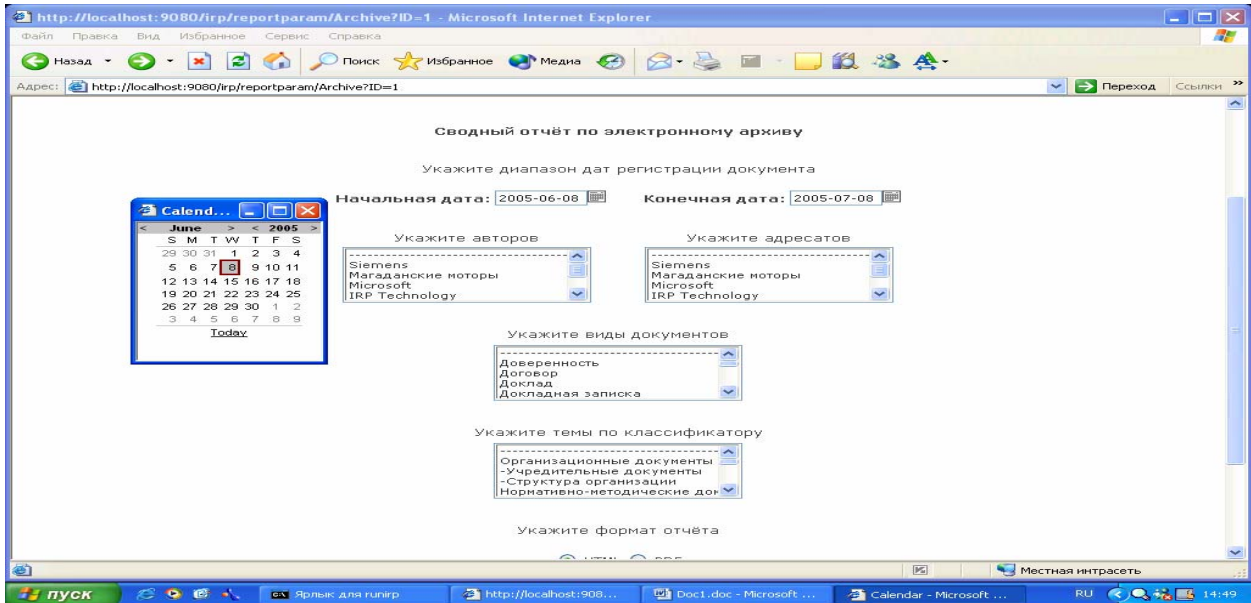 http://localhost:9080/irp/reportparam/Archive?ID=1 - Microsoft Internet Explorer
Файл Правка Вид Избранное Сервис Справка
Назад Поиск Избранное Медиа
Адрес: http://localhost:9080/irp/reportparam/Archive?ID=1 Переход Ссылки »
Сводный отчёт по электронному архиву
Укажите диапазон дат регистрации документа
Начальная дата: 2005-06-08 Конечная дата: 2005-07-08
Calend...
< June > < 2005 >
S M T W T F S
29 30 31 1 2 3 4
5 6 7 8 9 10 11
12 13 14 15 16 17 18
19 20 21 22 23 24 25
26 27 28 29 30 1 2
3 4 5 6 7 8 9
Today
Укажите авторов
Siemens
Магаданские моторы
Microsoft
IRP Technology
Укажите адресатов
Siemens
Магаданские моторы
Microsoft
IRP Technology
Укажите виды документов
Доверенность
Договор
Доклад
Докладная записка
Укажите темы по классификатору
Организационные документы
-Учредительные документы
-Структура организации
Нормативно-методические док
Укажите формат отчёта
HTML PDF
Местная интрасеть
пуск Ярлык для runirp http://localhost:908... Doc1.doc - Microsoft ... Calendar - Microsoft ... RU 14:49